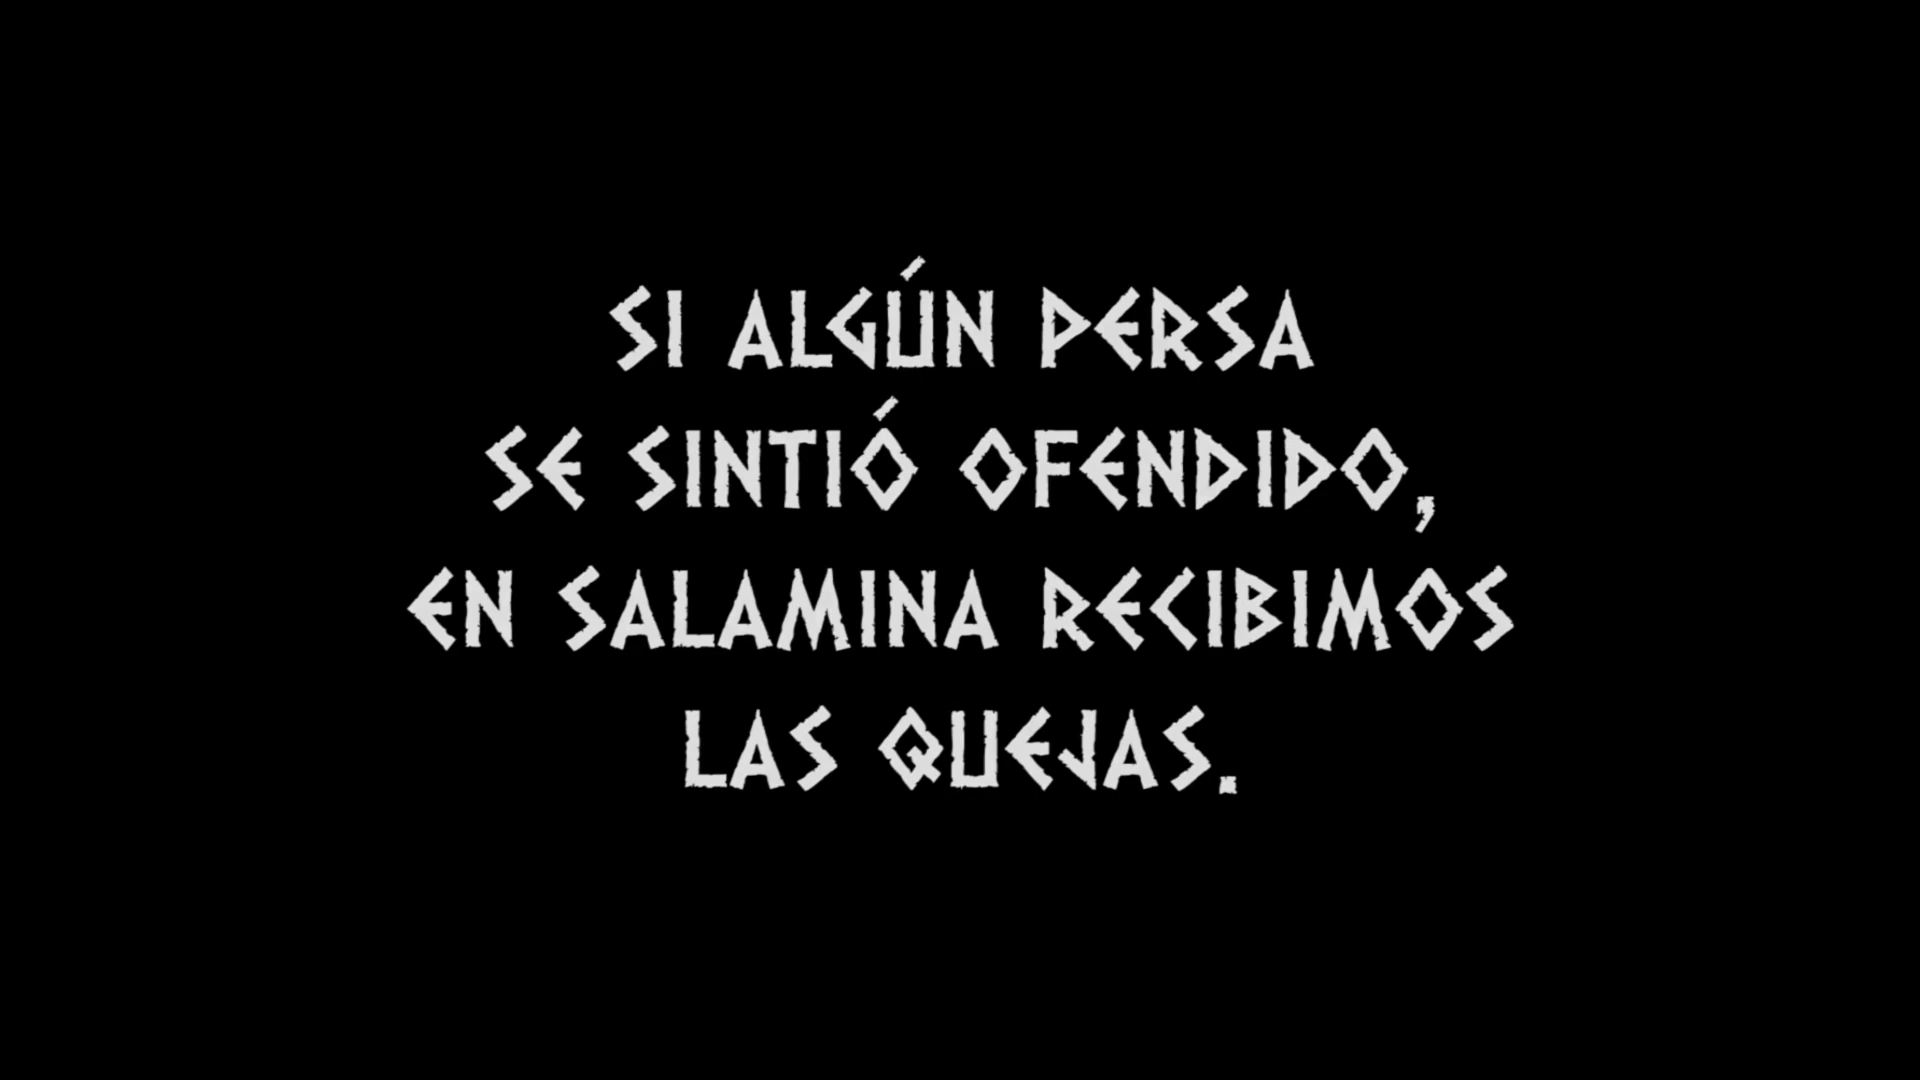 SI ALGÚN PERSA
SE SINTIÓ OFENDIDO,
EN SALAMINA RECIBIMOS
LAS QUEJAS.